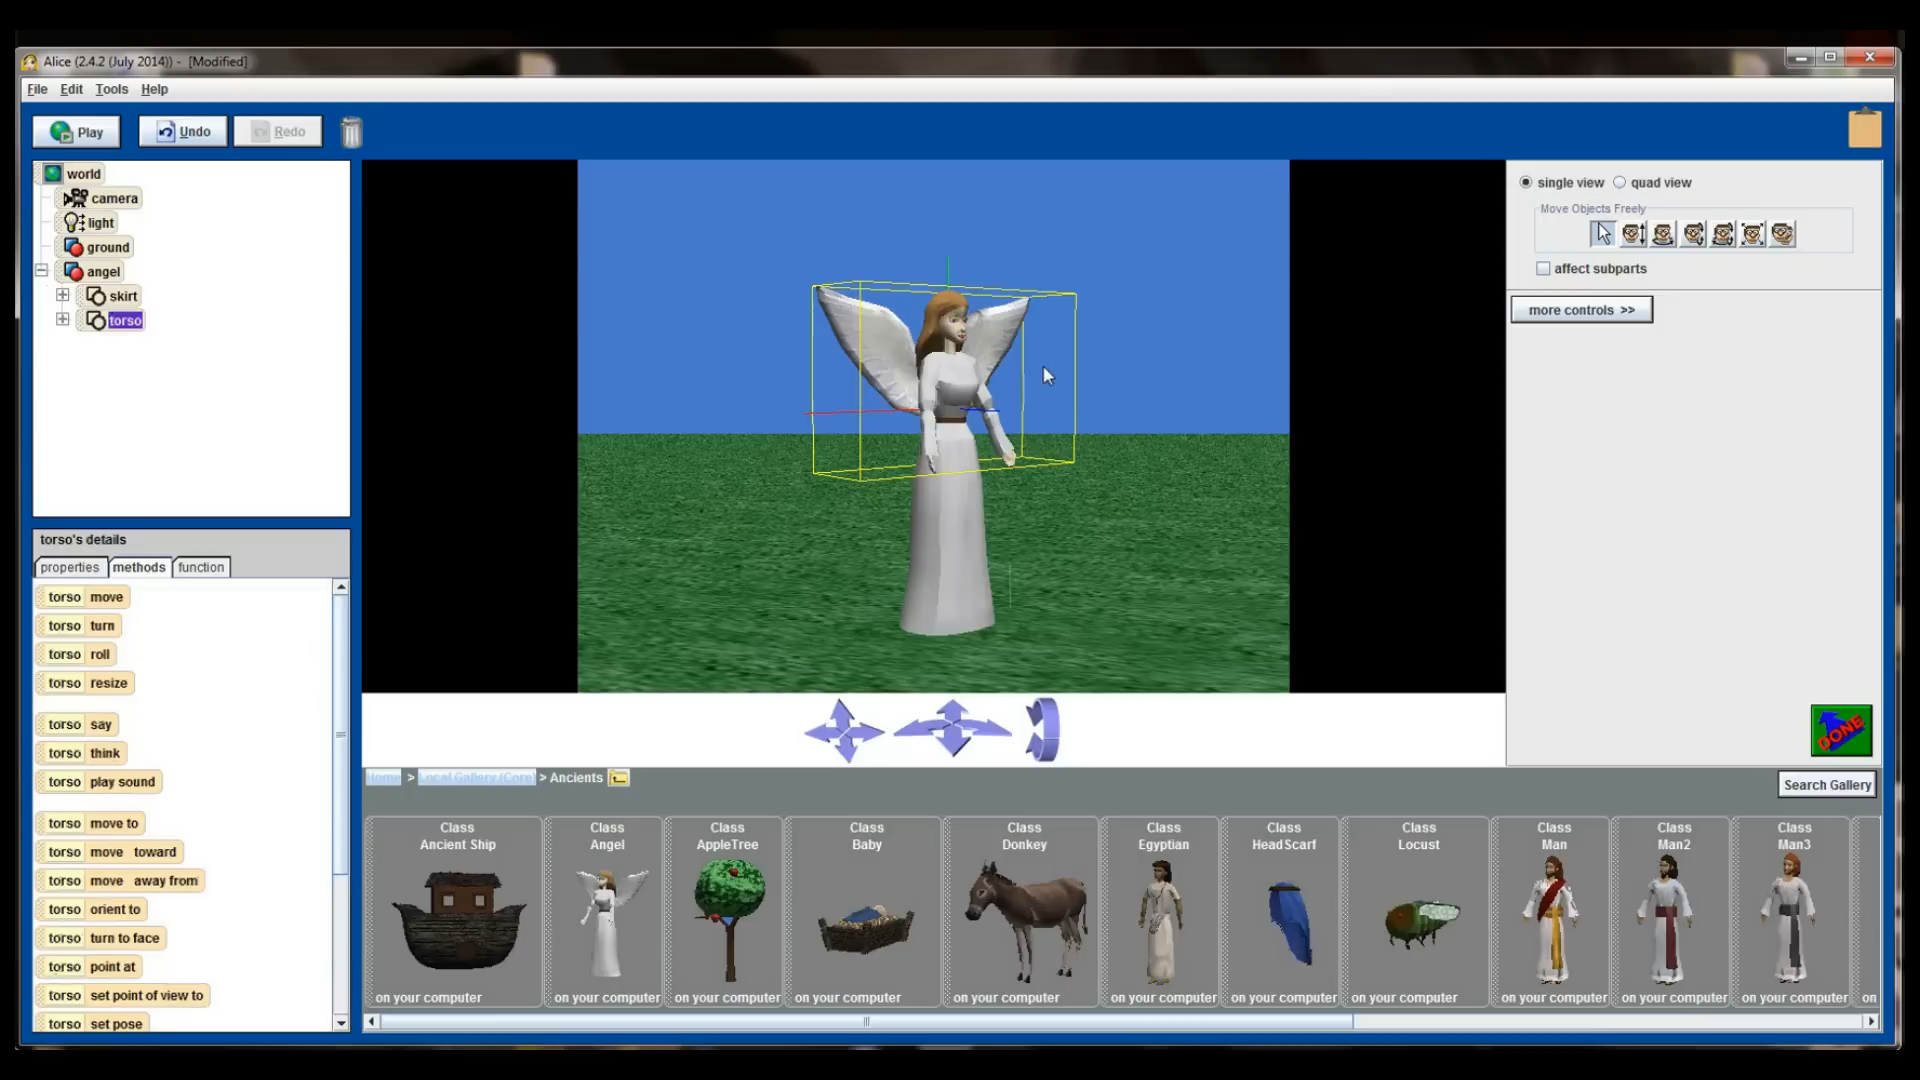 Alice (2.4.2 (July 2014)) - [Modified]
File Edit Tools Help
Play Undo Redo
world
camera
light
ground
angel
skirt
torso
single view quad view
Move Objects Freely
affect subparts
more controls >>
DONE
torso's details
properties methods function
torso move
torso turn
torso roll
torso resize
torso say
torso think
torso play sound
torso move to
torso move toward
torso move away from
torso orient to
torso turn to face
torso point at
torso set point of view to
torso set pose
Home > Local Gallery (Core) > Ancients
Search Gallery
Class
Ancient Ship
on your computer
Class
Angel
on your computer
Class
AppleTree
on your computer
Class
Baby
on your computer
Class
Donkey
on your computer
Class
Egyptian
on your computer
Class
HeadScarf
on your computer
Class
Locust
on your computer
Class
Man
on your computer
Class
Man2
on your computer
Class
Man3
on your computer
on